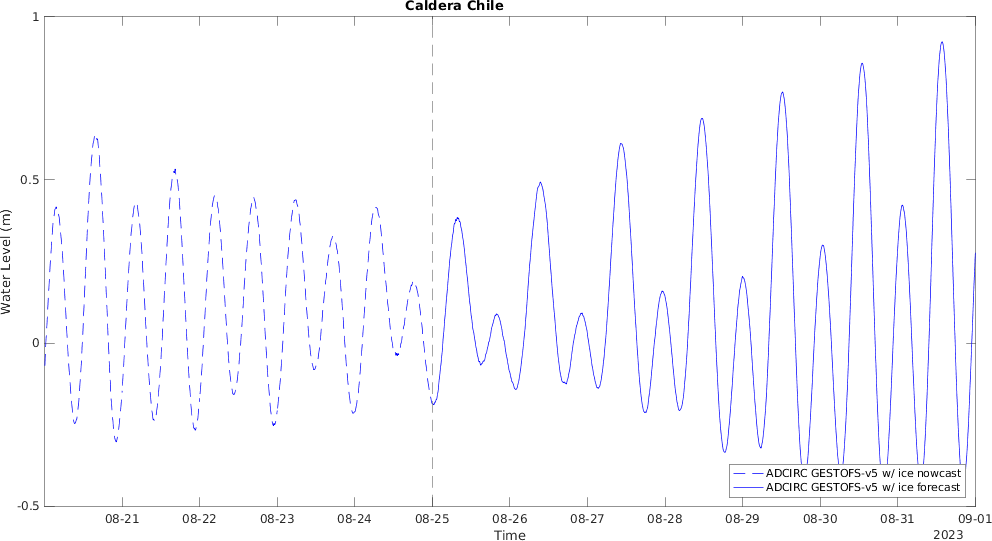 Caldera Chile
Water Level (m)
1
0.5
0
-0.5
ADCIRC GESTOFS-v5 w/ ice nowcast
ADCIRC GESTOFS-v5 w/ ice forecast
08-21 08-22 08-23 08-24 08-25 08-26 08-27 08-28 08-29 08-30 08-31 09-01
Time
2023